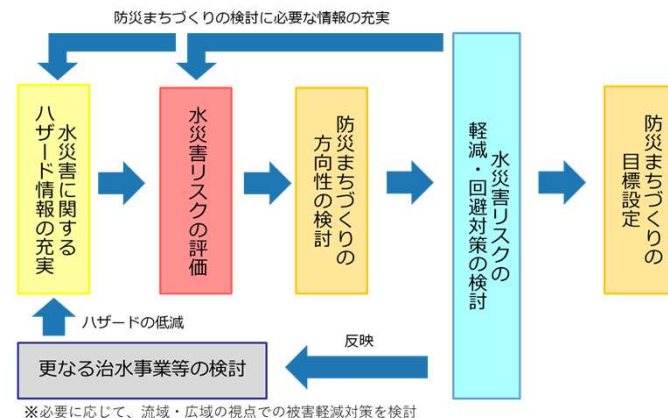 防災まちづくりの検討に必要な情報の充実
水災害に関する
ハザード情報の充実
水災害リスクの評価
防災まちづくりの
方向性の検討
水災害リスクの
軽減・回避対策の検討
防災まちづくりの
目標設定
ハザードの低減
反映
更なる治水事業等の検討
※必要に応じて、流域・広域の視点での被害軽減対策を検討